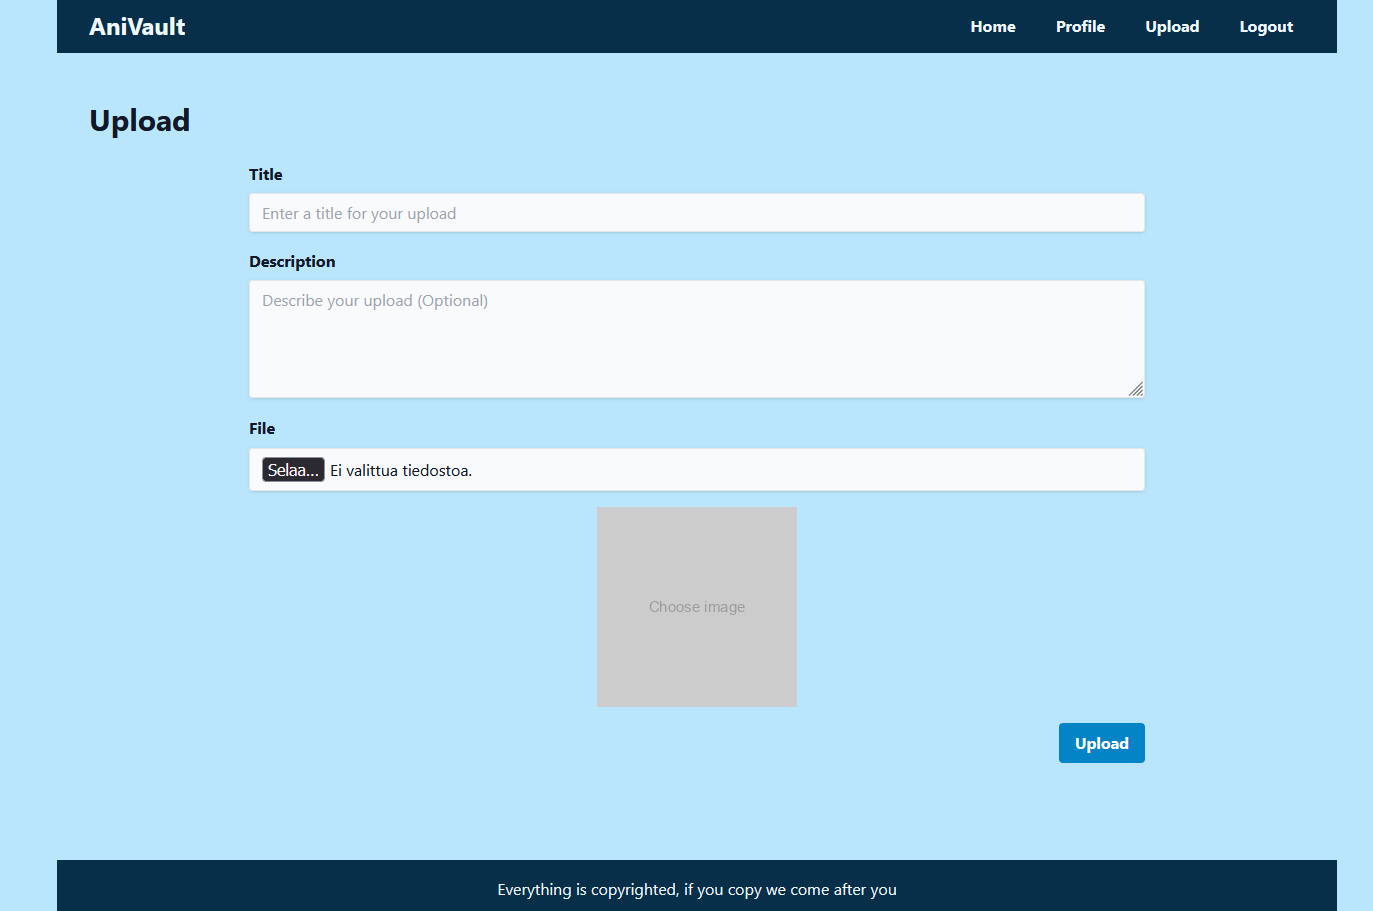 AniVault
Home Profile Upload Logout
Upload
Title
Enter a title for your upload
Description
Describe your upload (Optional)
File
Selaa... Ei valittua tiedostoa.
Choose image
Upload
Everything is copyrighted, if you copy we come after you